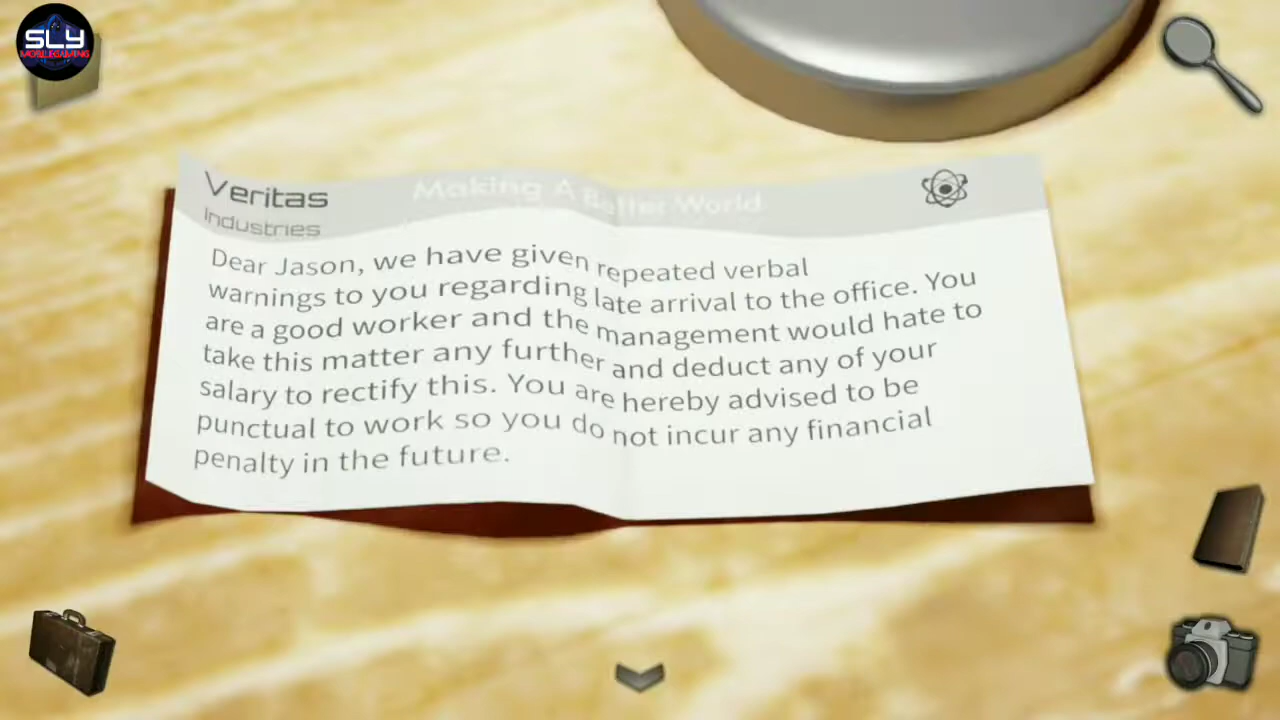 SLY
MOBILEGAMING
Veritas
Industries
Making A Better World
Dear Jason, we have given repeated verbal
warnings to you regarding late arrival to the office. You
are a good worker and the management would hate to
take this matter any further and deduct any of your
salary to rectify this. You are hereby advised to be
punctual to work so you do not incur any financial
penalty in the future.